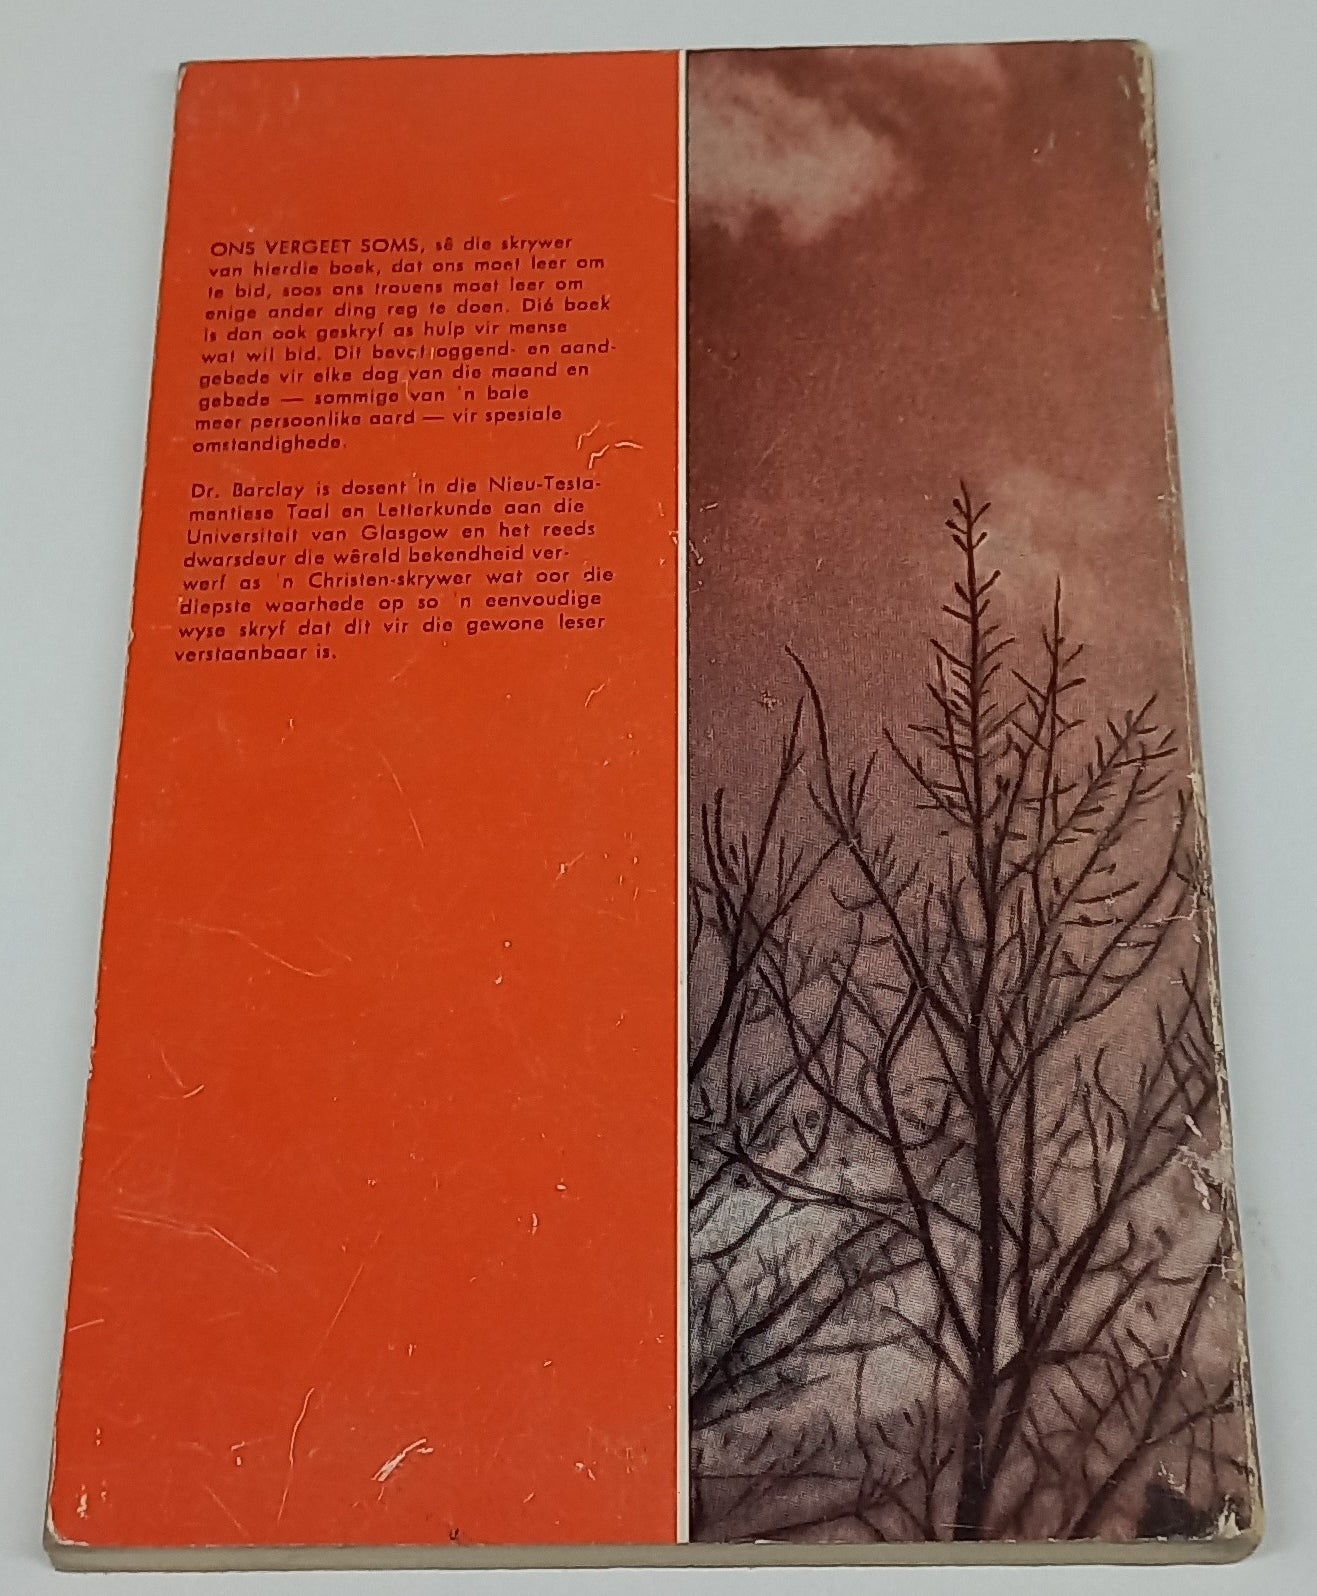 ONS VERGEET SOMS, sê die skrywer
van hierdie boek, dat ons moet leer om
te bid, soos ons trouens moet leer om
enige ander ding reg te doen. Dié boek
is dan ook geskryf as hulp vir mense
wat wil bid. Dit bevat oggend- en aand-
gebede vir elke dag van die maand en
gebede — sommige van 'n baie
meer persoonlike aard — vir spesiale
omstandighede.
Dr. Barclay is dosent in die Nieu-Testa-
mentiese Taal en Letterkunde aan die
Universiteit van Glasgow en het reeds
dwarsdeur die wêreld bekendheid ver-
werf as 'n Christen-skrywer wat oor die
diepste waarhede op so 'n eenvoudige
wyse skryf dat dit vir die gewone leser
verstaanbaar is.